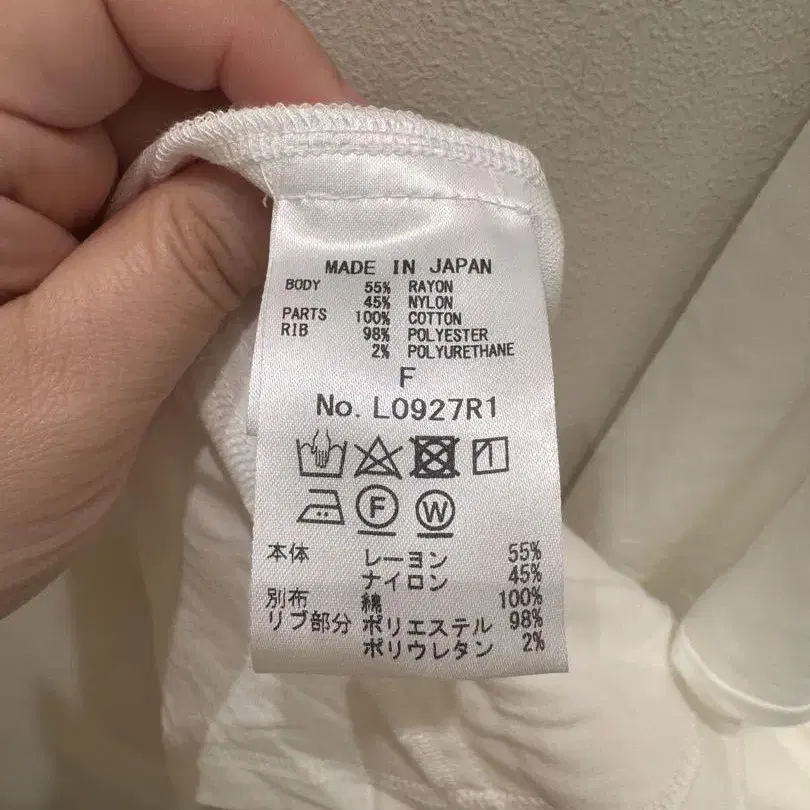 MADE IN JAPAN
BODY 55% RAYON
45% NYLON
PARTS 100% COTTON
RIB 98% POLYESTER
2% POLYURETHANE
F
No. L0927R1
F W
本体 レーヨン 55%
ナイロン 45%
別布 綿 100%
リブ部分 ポリエステル 98%
ポリウレタン 2%